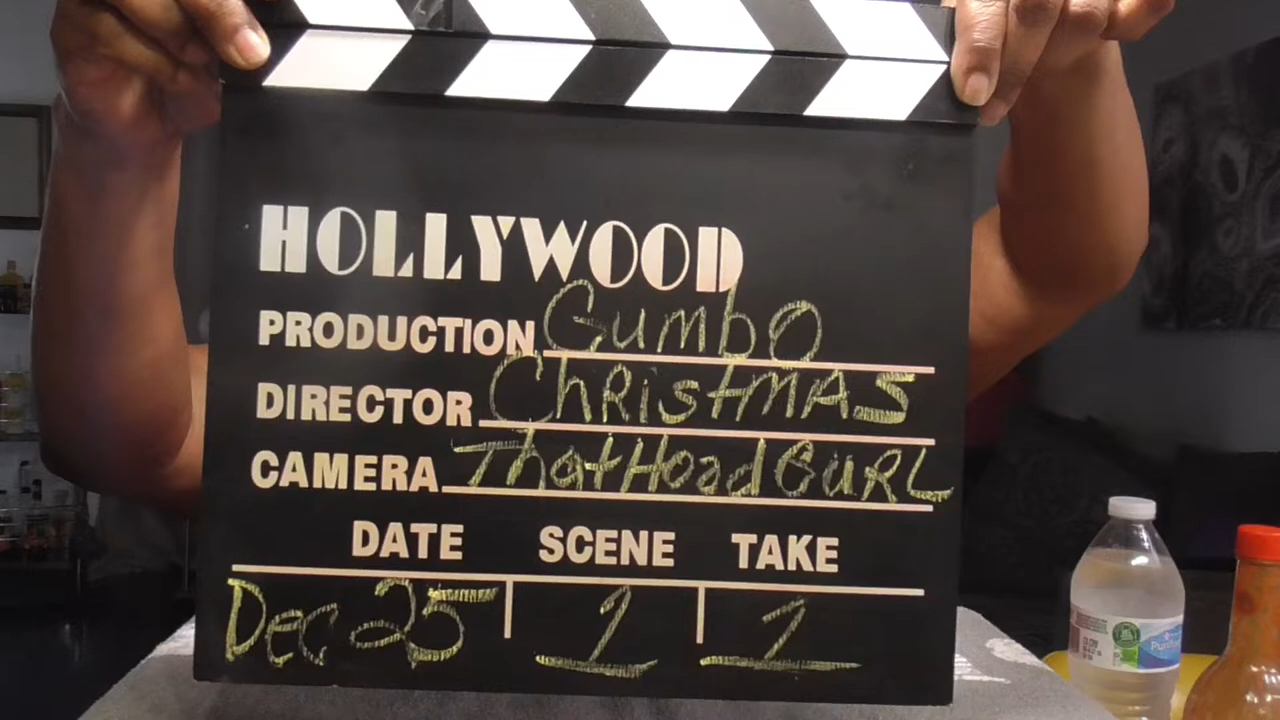 HOLLYWOOD
PRODUCTION Gumbo
DIRECTOR ChRistMAS
CAMERA ThatHoodGuRL
DATE SCENE TAKE
Dec 25 1 1